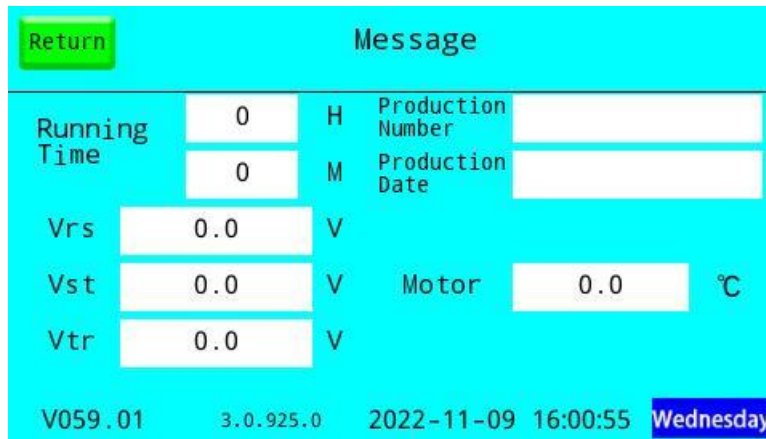 Return
Message
Running
Time
0 H
0 M
Production
Number
Production
Date
Vrs 0.0 V
Vst 0.0 V
Motor 0.0 ℃
Vtr 0.0 V
V059.01 3.0.925.0 2022-11-09 16:00:55 Wednesday